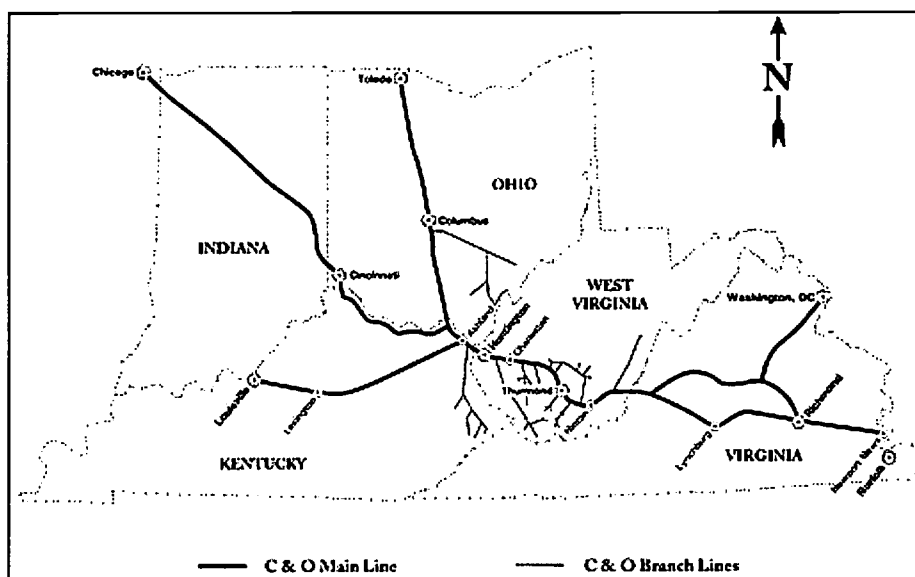 Chicago
Toledo
N
OHIO
Columbus
INDIANA
Cincinnati
WEST
VIRGINIA
Washington, DC
Ashland
Huntington
Charleston
Thurmond
Hinton
Louisville
Lexington
Richmond
Lynchburg
KENTUCKY
VIRGINIA
Newport News
Norfolk
C & O Main Line
C & O Branch Lines